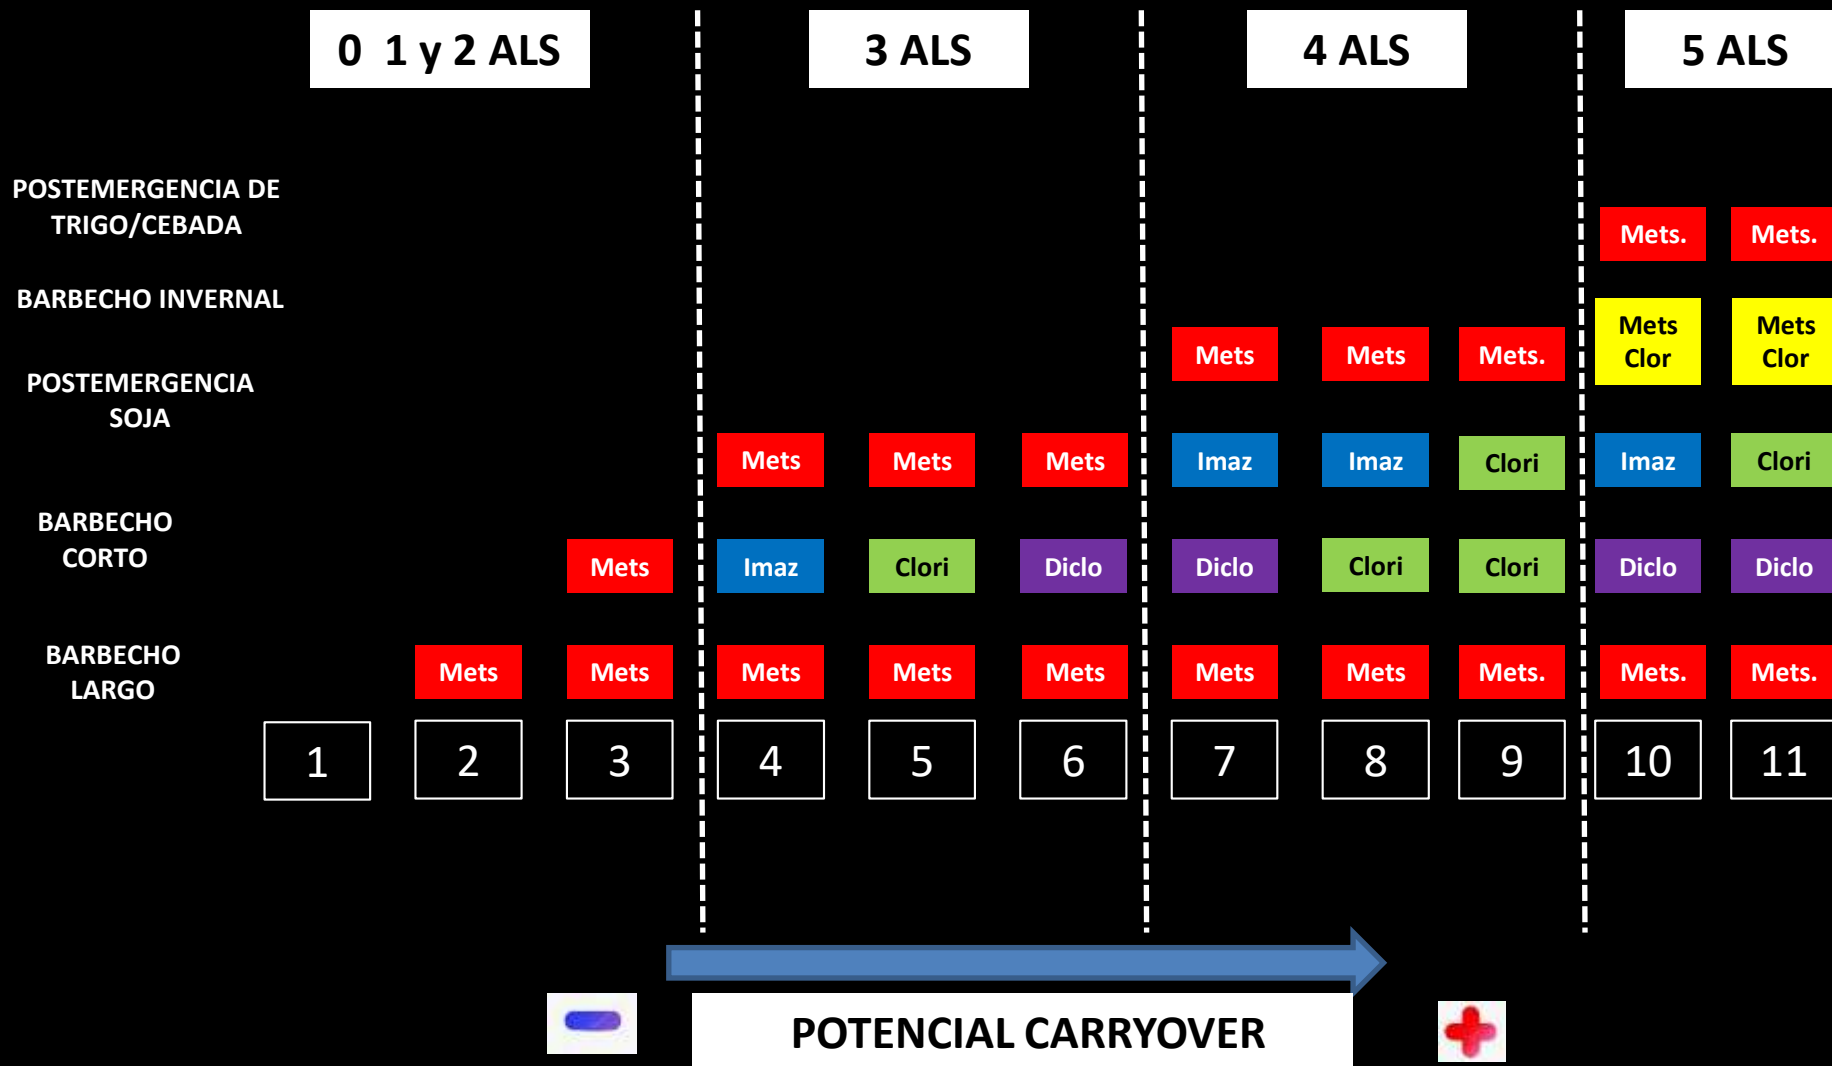 0 1 y 2 ALS
3 ALS
4 ALS
5 ALS
POSTEMERGENCIA DE
TRIGO/CEBADA
Mets.
Mets.
BARBECHO INVERNAL
Mets
Mets
Mets.
Mets
Clor
Mets
Clor
POSTEMERGENCIA
SOJA
Mets
Mets
Mets
Imaz
Imaz
Clori
Imaz
Clori
BARBECHO
CORTO
Mets
Imaz
Clori
Diclo
Diclo
Clori
Clori
Diclo
Diclo
BARBECHO
LARGO
Mets
Mets
Mets
Mets
Mets
Mets
Mets
Mets.
Mets.
Mets.
1
2
3
4
5
6
7
8
9
10
11
POTENCIAL CARRYOVER